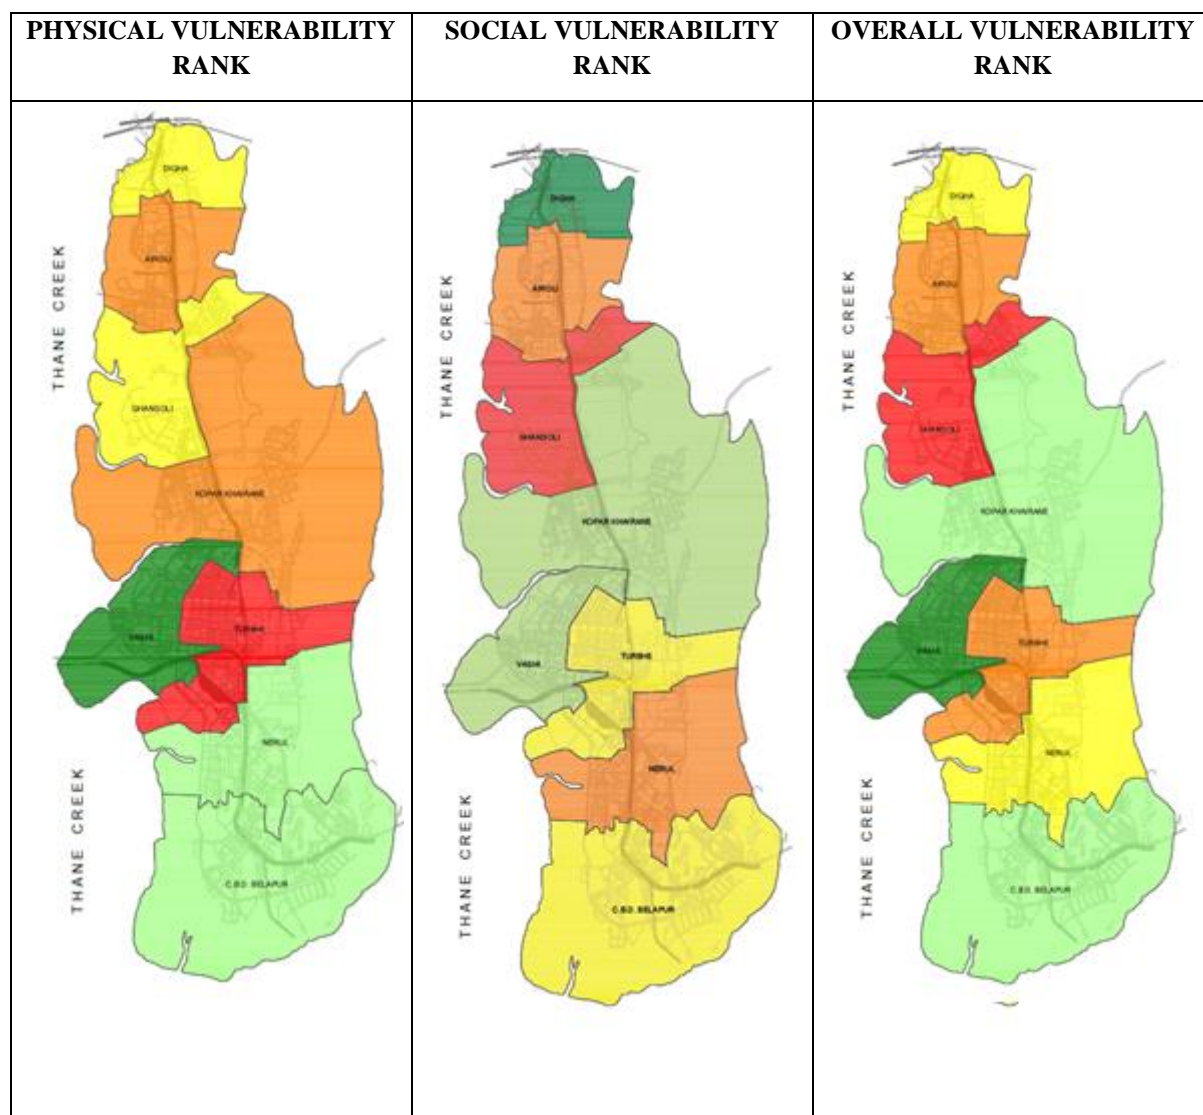 PHYSICAL VULNERABILITY
RANK
SOCIAL VULNERABILITY
RANK
OVERALL VULNERABILITY
RANK
DIGHA
AIROLI
THANE CREEK
GHANSOLI
KOPAR KHAIRANE
VASHI
TURBHE
NERUL
THANE CREEK
C.B.D. BELAPUR
DIGHA
AIROLI
THANE CREEK
GHANSOLI
KOPAR KHAIRANE
VASHI
TURBHE
NERUL
THANE CREEK
C.B.D. BELAPUR
DIGHA
AIROLI
THANE CREEK
GHANSOLI
KOPAR KHAIRANE
VASHI
TURBHE
NERUL
THANE CREEK
C.B.D. BELAPUR